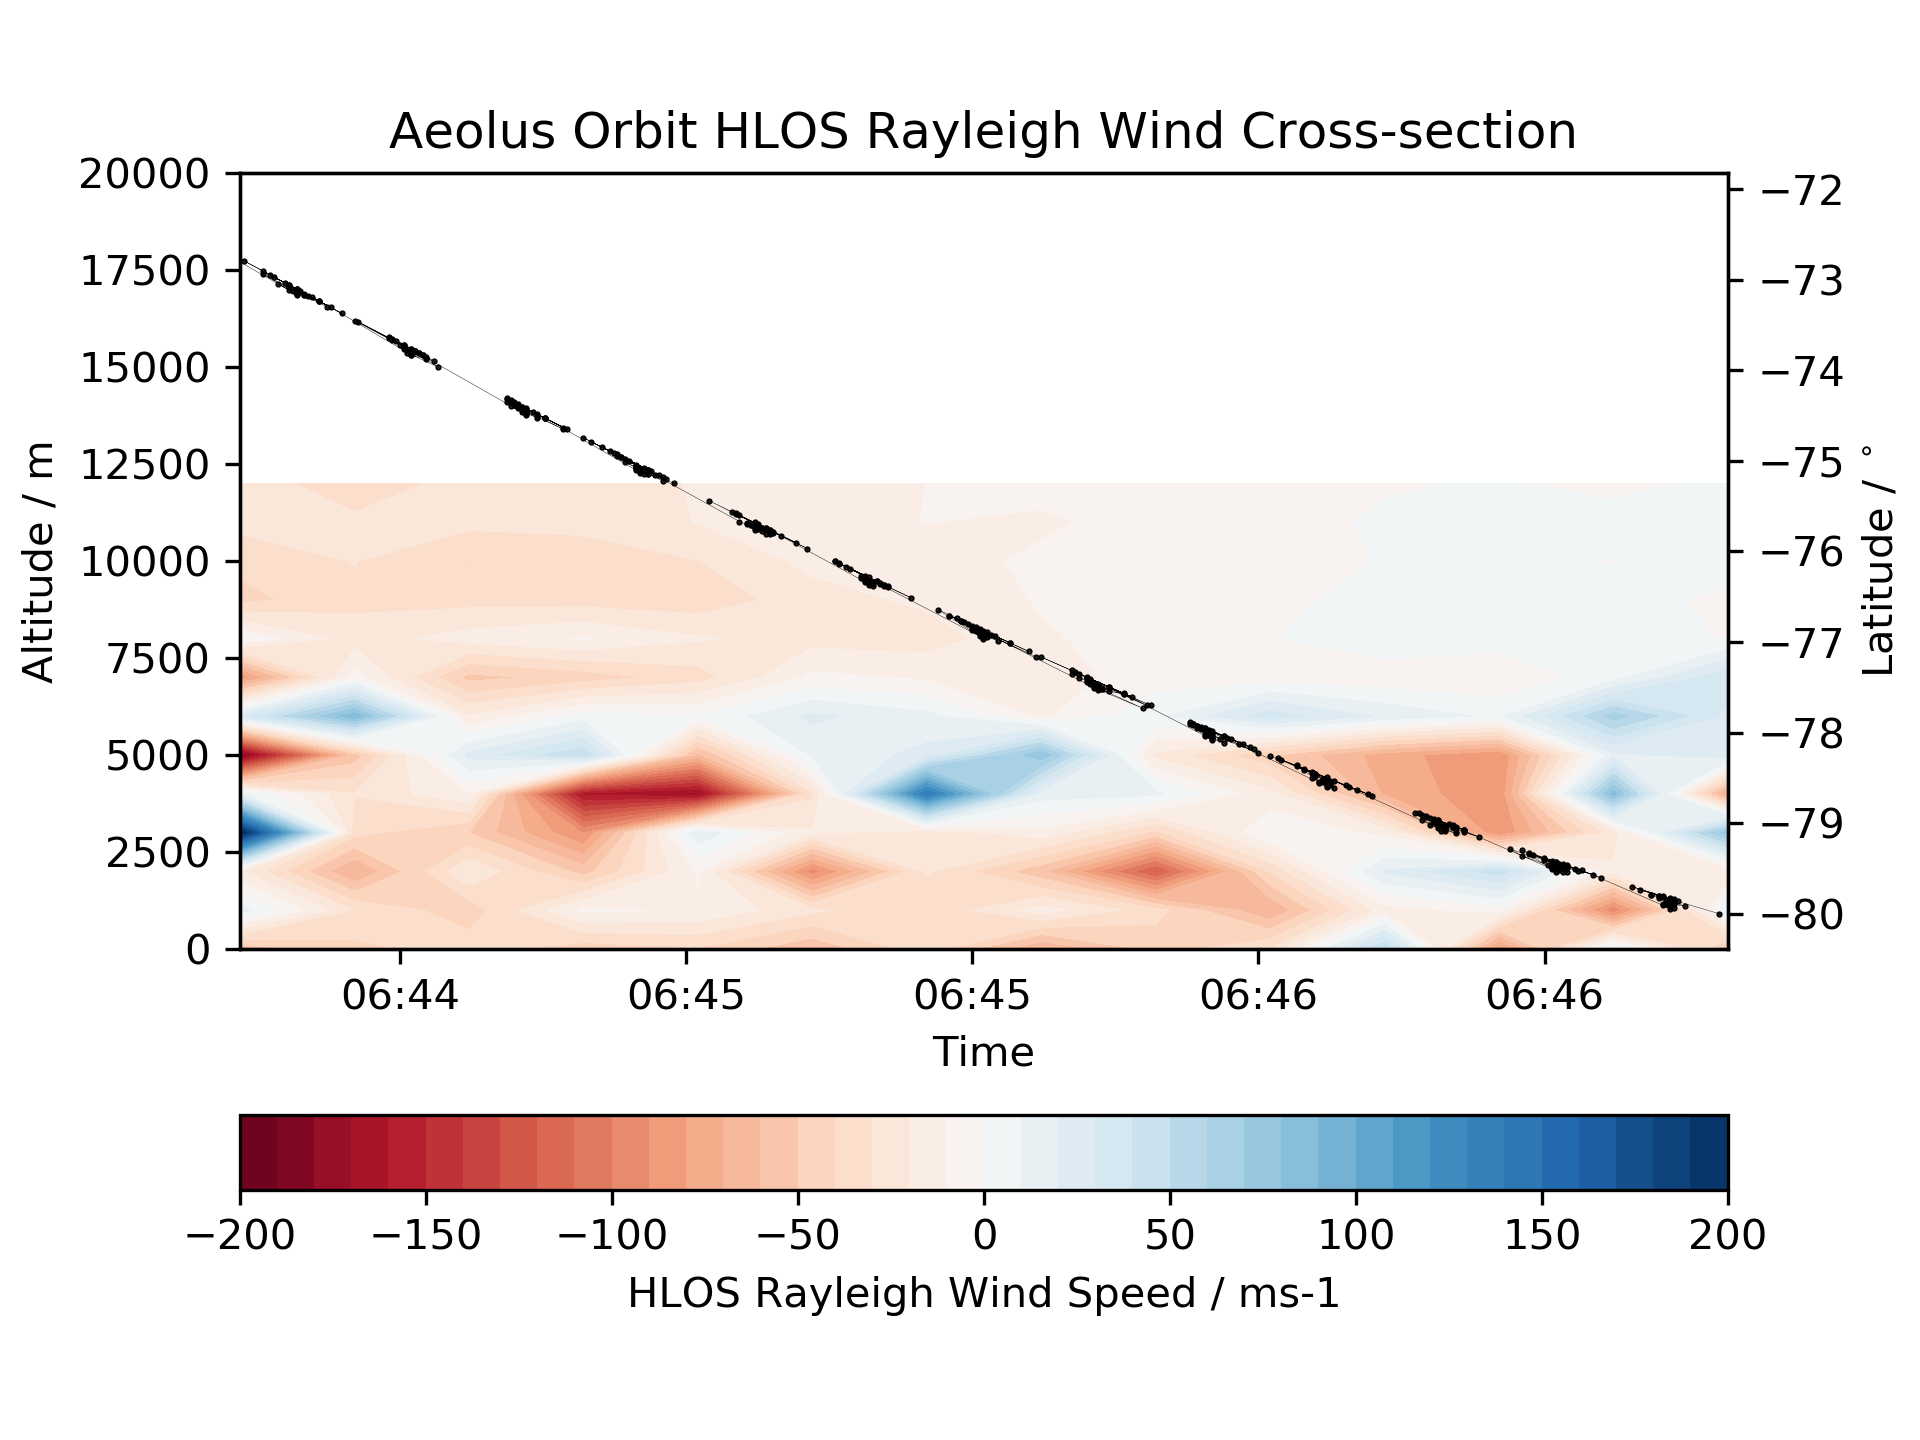 Aeolus Orbit HLOS Rayleigh Wind Cross-section
20000
17500
15000
12500
10000
7500
5000
2500
0
Altitude / m
−72
−73
−74
−75
−76
−77
−78
−79
−80
Latitude / °
06:44 06:45 06:45 06:46 06:46
Time
−200 −150 −100 −50 0 50 100 150 200
HLOS Rayleigh Wind Speed / ms-1